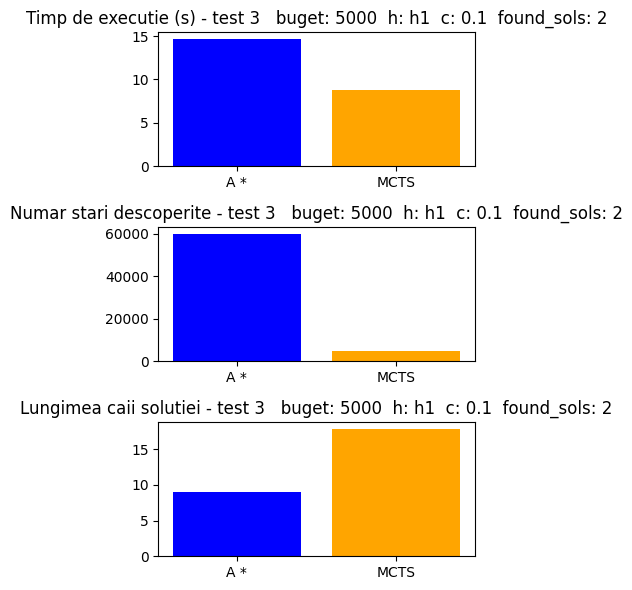 Timp de executie (s) - test 3   buget: 5000  h: h1  c: 0.1  found_sols: 2
15
10
5
0
A *
MCTS
Numar stari descoperite - test 3   buget: 5000  h: h1  c: 0.1  found_sols: 2
60000
40000
20000
0
A *
MCTS
Lungimea caii solutiei - test 3   buget: 5000  h: h1  c: 0.1  found_sols: 2
15
10
5
0
A *
MCTS